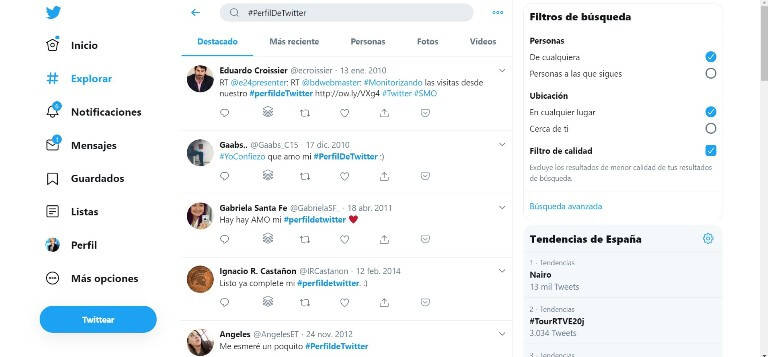 #PerfilDeTwitter
Inicio
Explorar
Notificaciones
Mensajes
Guardados
Listas
Perfil
Más opciones
Twittear
Destacado
Más reciente
Personas
Fotos
Vídeos
Eduardo Croissier @ecroissier · 13 ene. 2010
RT @e24presenter: RT @bdwebmaster: #Monitorizando las visitas desde
nuestro #perfildeTwitter http://ow.ly/VXg4 #Twitter #SMO
Gaabs,. @Gaabs_C15 · 17 dic. 2010
#YoConfiezo que amo mi #PerfilDeTwitter :)
Gabriela Santa Fe @GabrielaSF_ · 18 abr. 2011
Hay hay AMO mi #perfildetwitter ♥
Ignacio R. Castañon @IRCastanon · 12 feb. 2014
Listo ya complete mi #perfildetwitter. :)
Angeles @AngelesET · 24 nov. 2012
Me esmeré un poquito #PerfildeTwitter
Filtros de búsqueda
Personas
De cualquiera
Personas a las que sigues
Ubicación
En cualquier lugar
Cerca de ti
Filtro de calidad
Excluye los resultados de menor calidad de tus resultados
de búsqueda.
Búsqueda avanzada
Tendencias de España
1 · Tendencias
Nairo
13 mil Tweets
2 · Tendencias
#TourRTVE20j
3.034 Tweets
3 · Tendencias